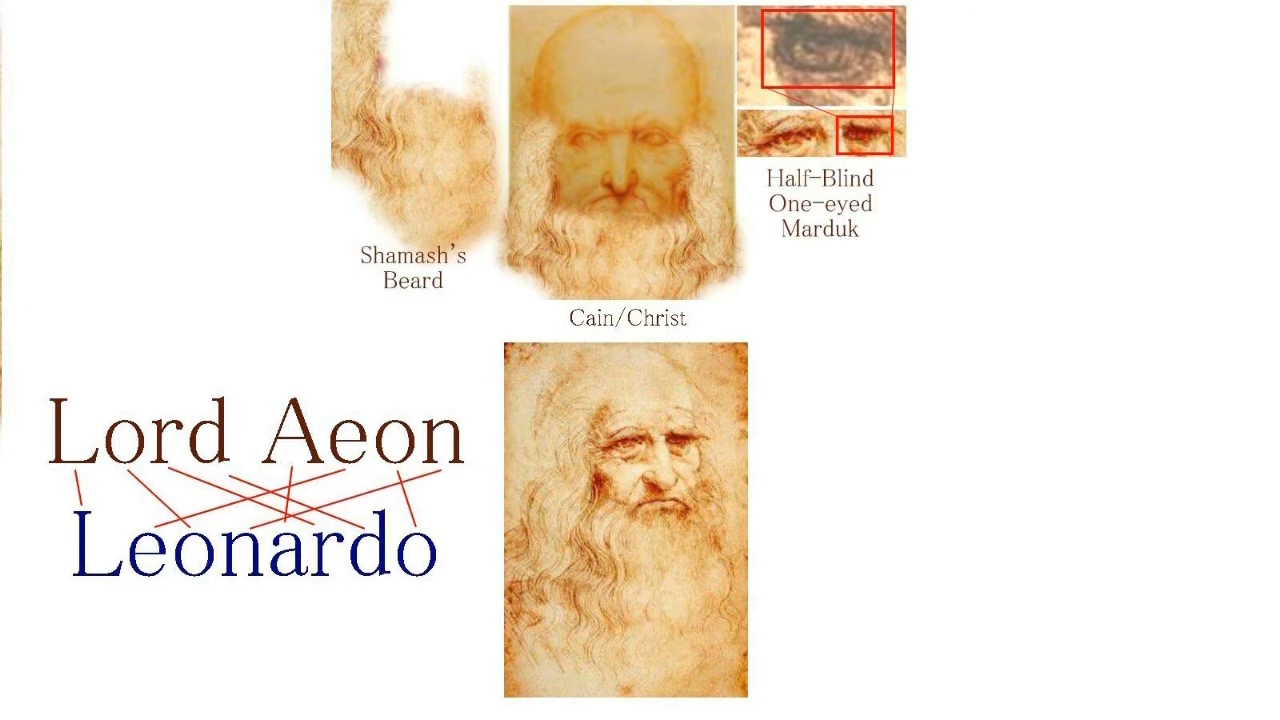 Shamash's
Beard
Half-Blind
One-eyed
Marduk
Cain/Christ
Lord Aeon
Leonardo